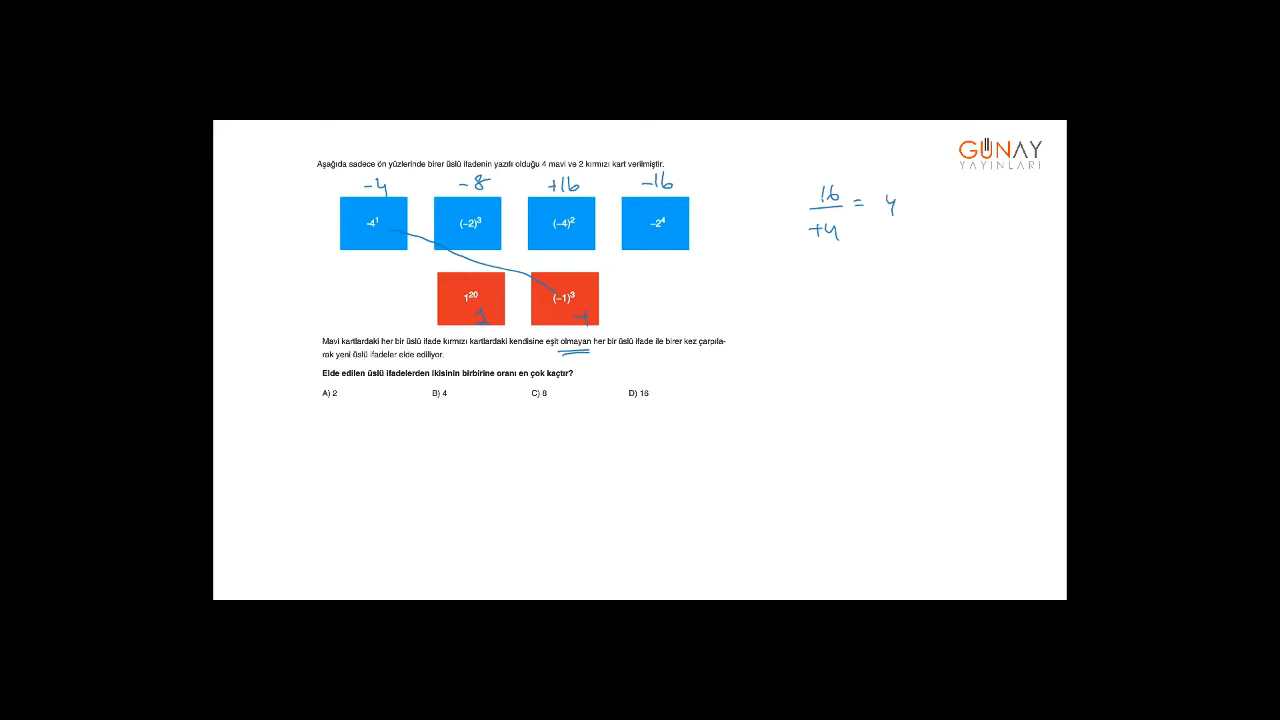 GÜNAY
YAYINLARI
Aşağıda sadece ön yüzlerinde birer üslü ifadenin yazılı olduğu 4 mavi ve 2 kırmızı kart verilmiştir.
-4 -8 +16 -16
-4¹ (-2)³ (-4)² -2⁴
16
/+4 = 4
1²⁰ (-1)³
1 -1
Mavi kartlardaki her bir üslü ifade kırmızı kartlardaki kendisine eşit olmayan her bir üslü ifade ile birer kez çarpıla-
rak yeni üslü ifadeler elde ediliyor.
Elde edilen üslü ifadelerden ikisinin birbirine oranı en çok kaçtır?
A) 2 B) 4 C) 8 D) 16